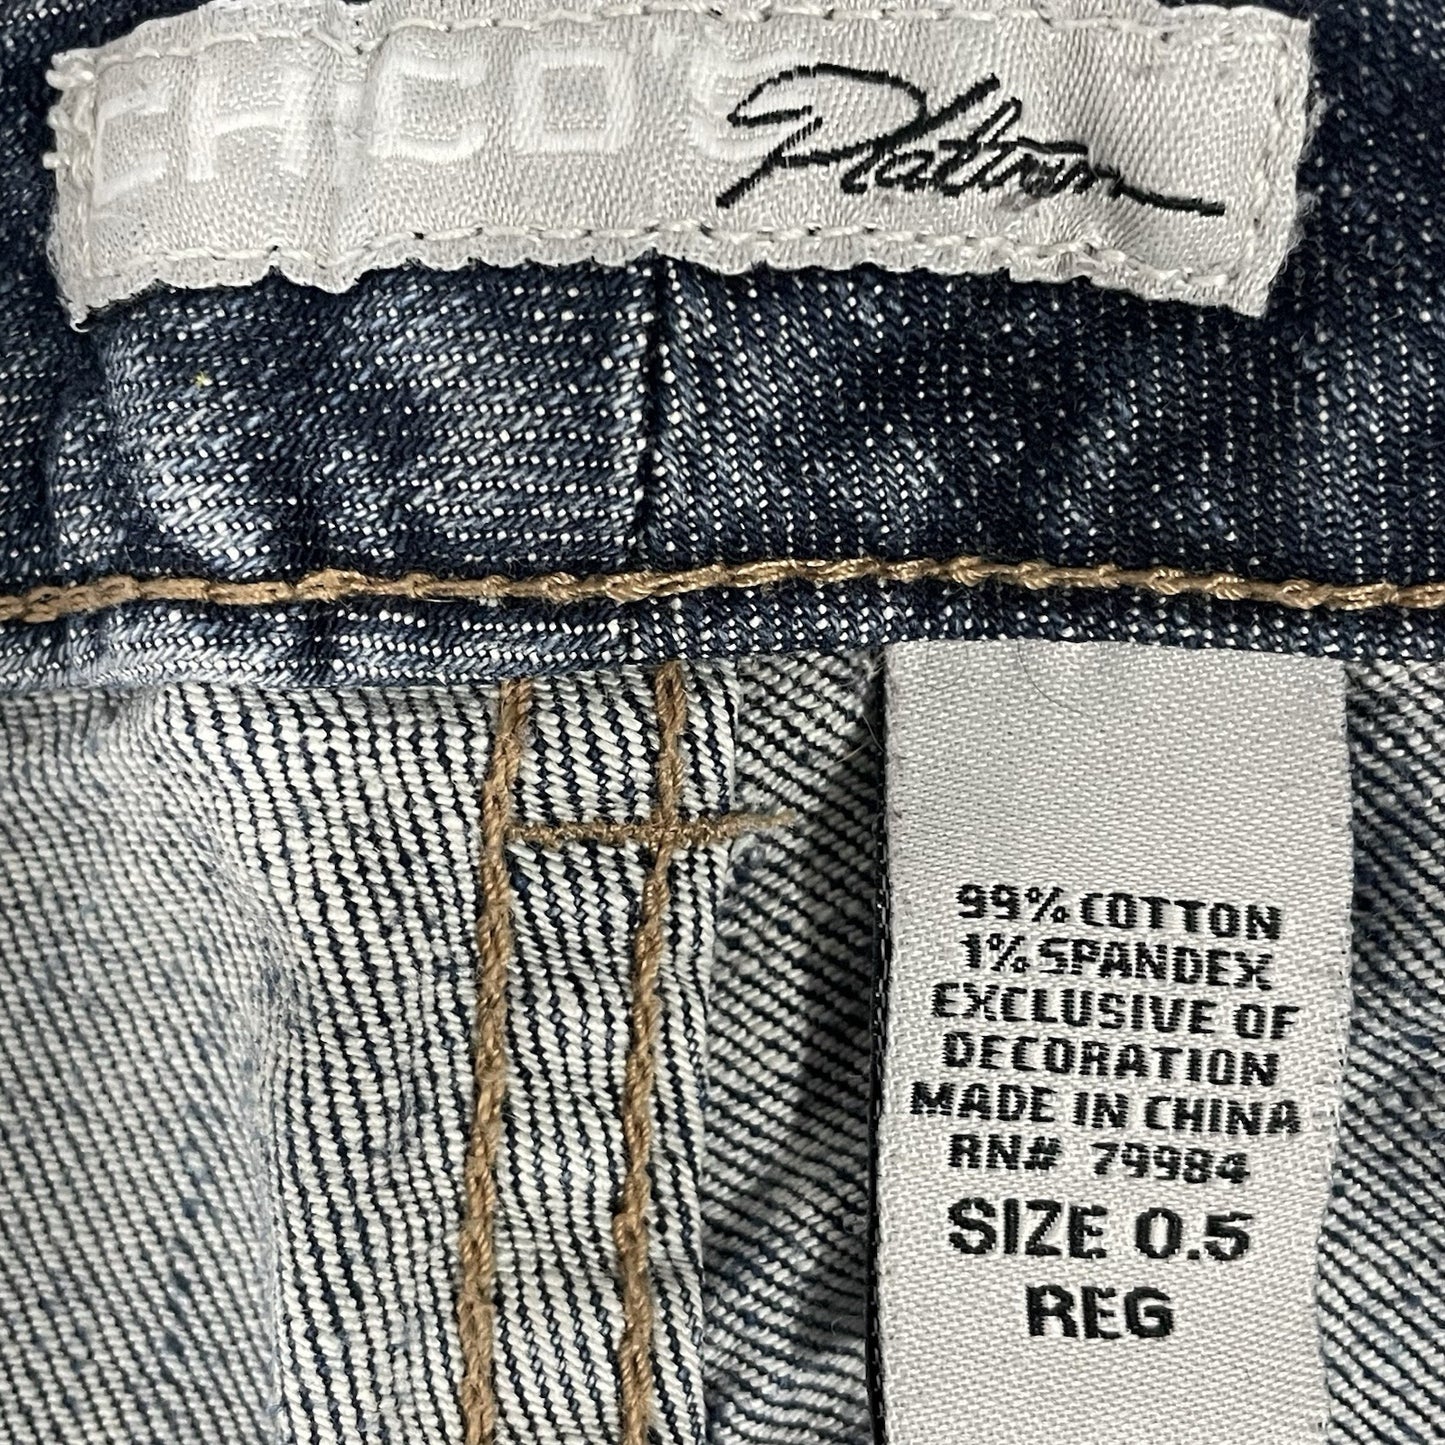 CHICO'S Platinum
99% COTTON
1% SPANDEX
EXCLUSIVE OF
DECORATION
MADE IN CHINA
RN# 79984
SIZE 0.5
REG